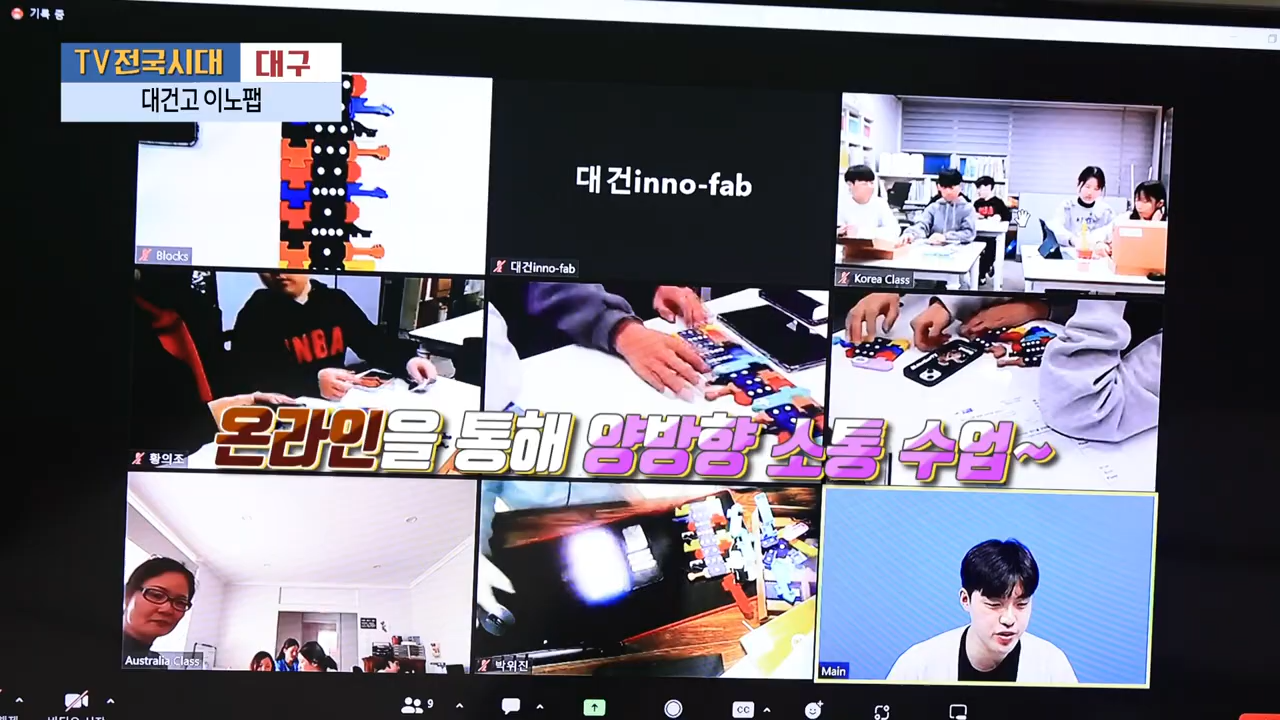 기록 중
TV전국시대 대구
대건고 이노팹
대건inno-fab
Blocks
대건inno-fab
Korea Class
NBA
황의조
온라인을 통해 양방향 소통 수업~
Australia Class
박위진
Main
9
CC